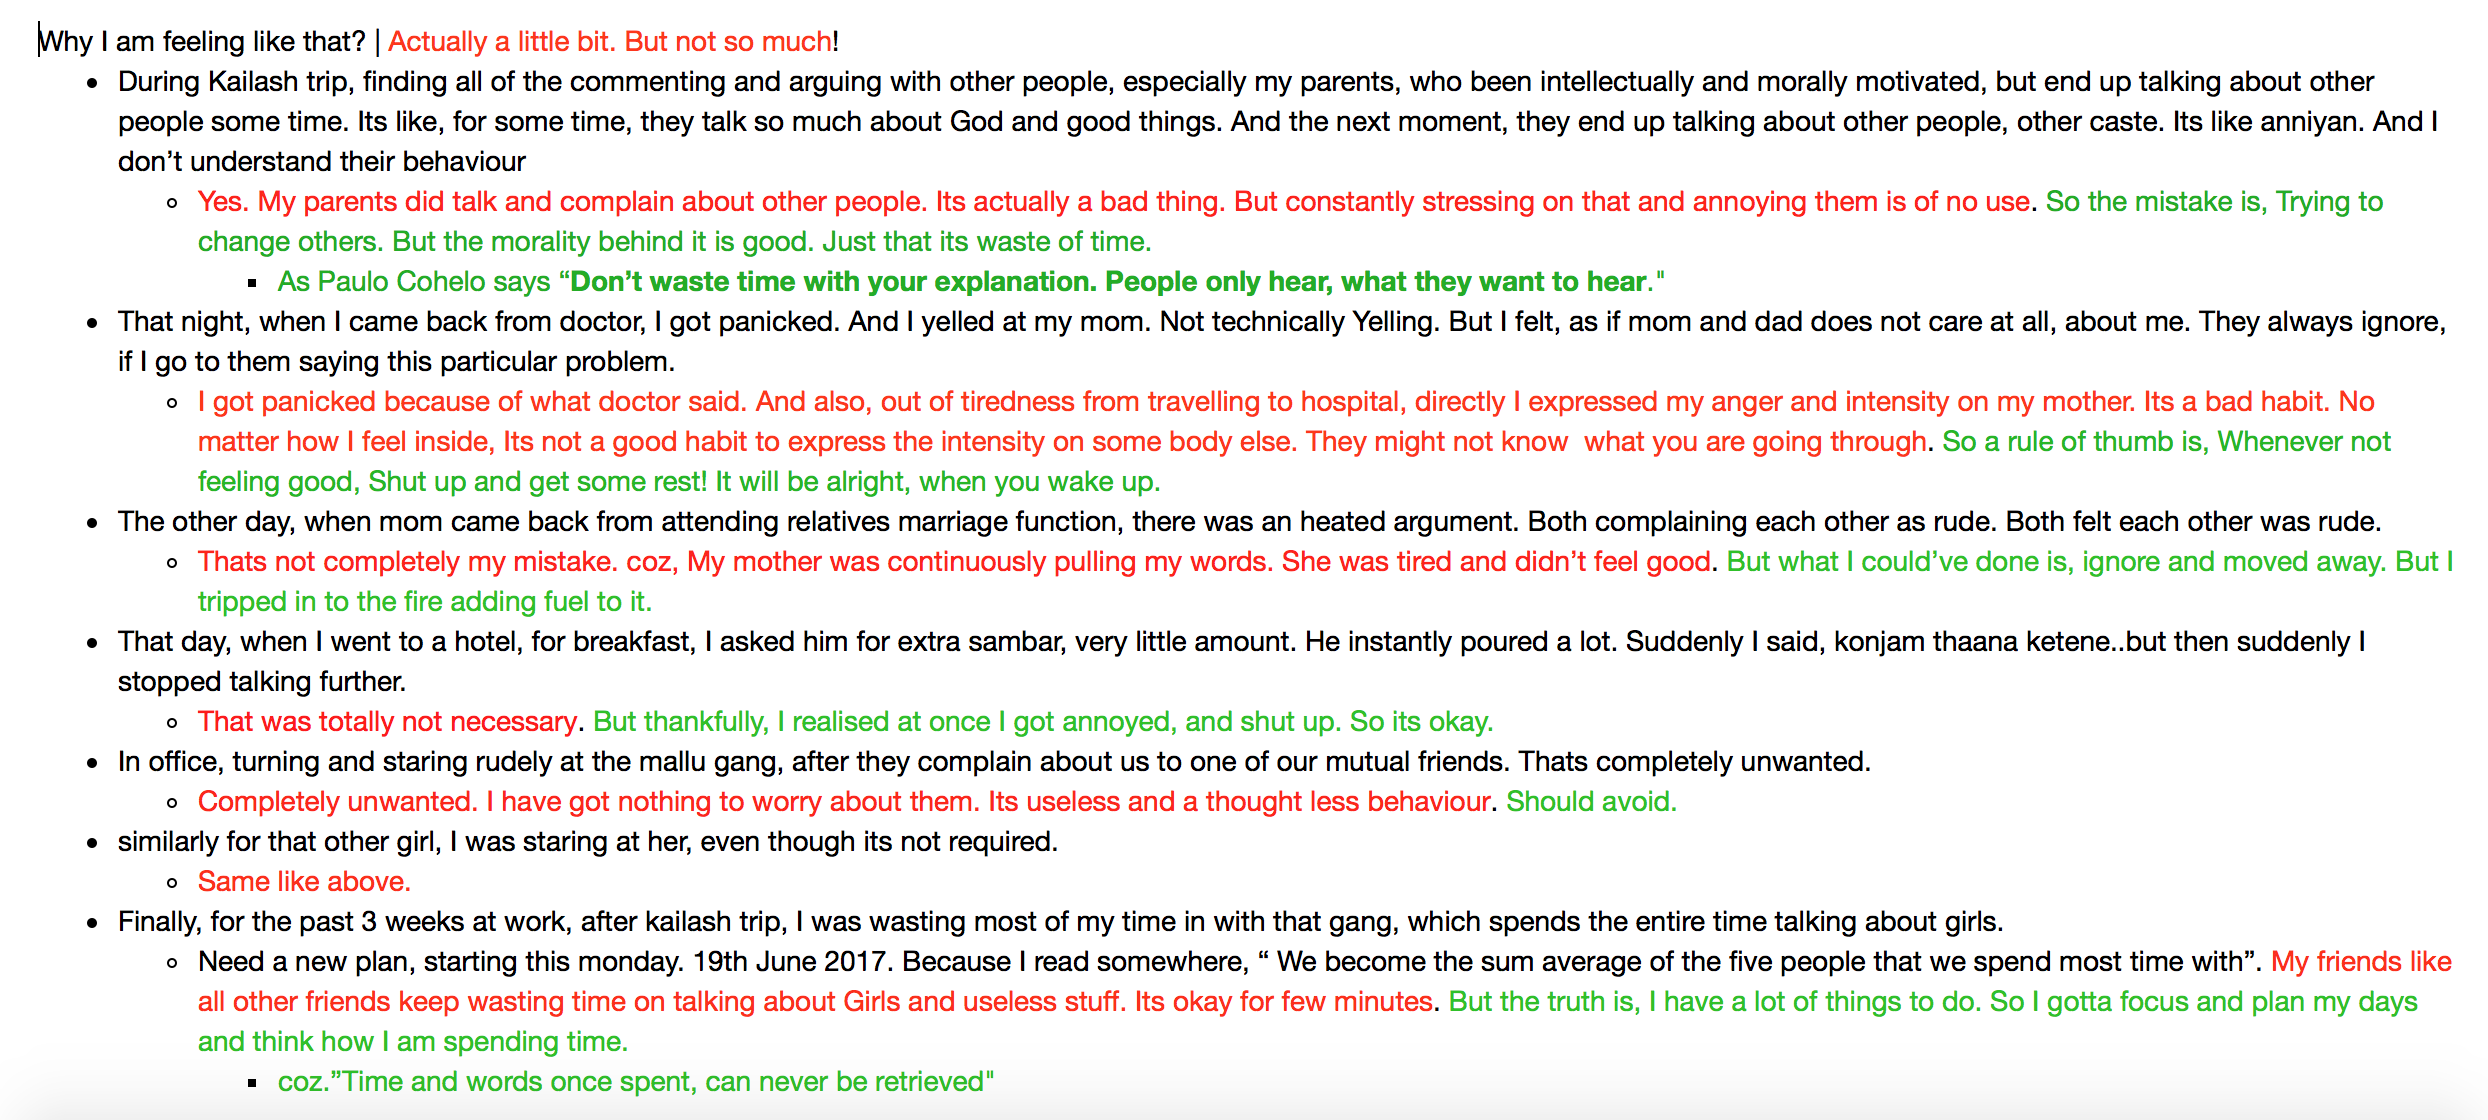 Why I am feeling like that? | Actually a little bit. But not so much!
• During Kailash trip, finding all of the commenting and arguing with other people, especially my parents, who been intellectually and morally motivated, but end up talking about other
people some time. Its like, for some time, they talk so much about God and good things. And the next moment, they end up talking about other people, other caste. Its like anniyan. And I
don’t understand their behaviour
◦ Yes. My parents did talk and complain about other people. Its actually a bad thing. But constantly stressing on that and annoying them is of no use. So the mistake is, Trying to
change others. But the morality behind it is good. Just that its waste of time.
▪ As Paulo Cohelo says “Don’t waste time with your explanation. People only hear, what they want to hear."
• That night, when I came back from doctor, I got panicked. And I yelled at my mom. Not technically Yelling. But I felt, as if mom and dad does not care at all, about me. They always ignore,
if I go to them saying this particular problem.
◦ I got panicked because of what doctor said. And also, out of tiredness from travelling to hospital, directly I expressed my anger and intensity on my mother. Its a bad habit. No
matter how I feel inside, Its not a good habit to express the intensity on some body else. They might not know  what you are going through. So a rule of thumb is, Whenever not
feeling good, Shut up and get some rest! It will be alright, when you wake up.
• The other day, when mom came back from attending relatives marriage function, there was an heated argument. Both complaining each other as rude. Both felt each other was rude.
◦ Thats not completely my mistake. coz, My mother was continuously pulling my words. She was tired and didn’t feel good. But what I could’ve done is, ignore and moved away. But I
tripped in to the fire adding fuel to it.
• That day, when I went to a hotel, for breakfast, I asked him for extra sambar, very little amount. He instantly poured a lot. Suddenly I said, konjam thaana ketene..but then suddenly I
stopped talking further.
◦ That was totally not necessary. But thankfully, I realised at once I got annoyed, and shut up. So its okay.
• In office, turning and staring rudely at the mallu gang, after they complain about us to one of our mutual friends. Thats completely unwanted.
◦ Completely unwanted. I have got nothing to worry about them. Its useless and a thought less behaviour. Should avoid.
• similarly for that other girl, I was staring at her, even though its not required.
◦ Same like above.
• Finally, for the past 3 weeks at work, after kailash trip, I was wasting most of my time in with that gang, which spends the entire time talking about girls.
◦ Need a new plan, starting this monday. 19th June 2017. Because I read somewhere, “ We become the sum average of the five people that we spend most time with”. My friends like
all other friends keep wasting time on talking about Girls and useless stuff. Its okay for few minutes. But the truth is, I have a lot of things to do. So I gotta focus and plan my days
and think how I am spending time.
▪ coz.”Time and words once spent, can never be retrieved"